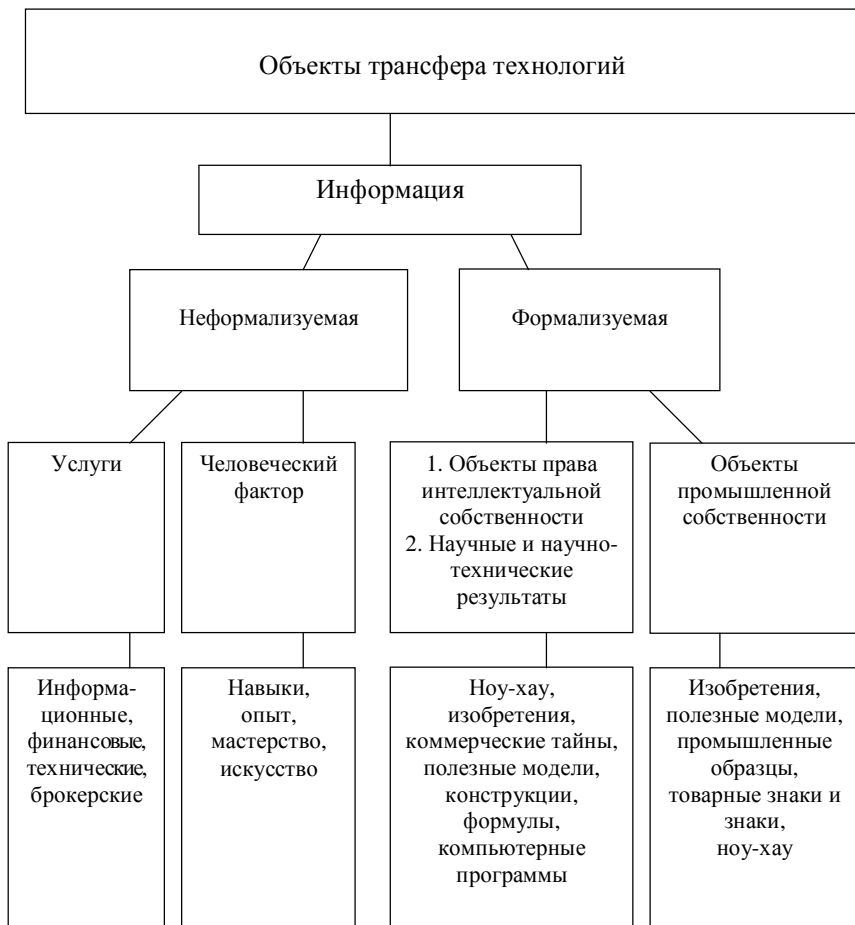 Объекты трансфера технологий
Информация
Неформализуемая
Формализуемая
Услуги
Человеческий
фактор
1. Объекты права
интеллектуальной
собственности
2. Научные и научно-
технические
результаты
Объекты
промышленной
собственности
Информа-
ционные,
финансовые,
технические,
брокерские
Навыки,
опыт,
мастерство,
искусство
Ноу-хау,
изобретения,
коммерческие тайны,
полезные модели,
конструкции,
формулы,
компьютерные
программы
Изобретения,
полезные модели,
промышленные
образцы,
товарные знаки и
знаки,
ноу-хау